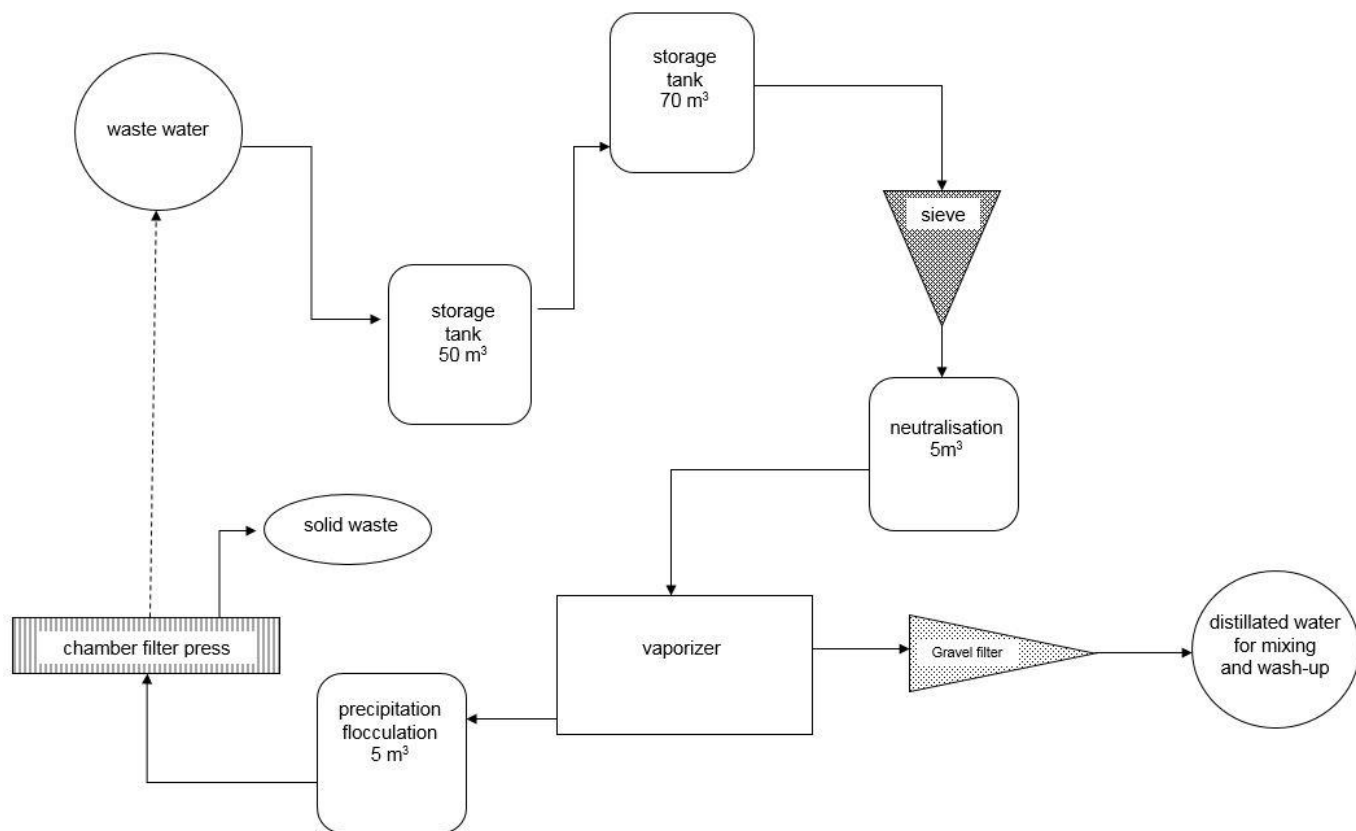 waste water
storage
tank
50 m³
storage
tank
70 m³
sieve
neutralisation
5m³
vaporizer
Gravel filter
distillated water
for mixing
and wash-up
precipitation
flocculation
5 m³
chamber filter press
solid waste